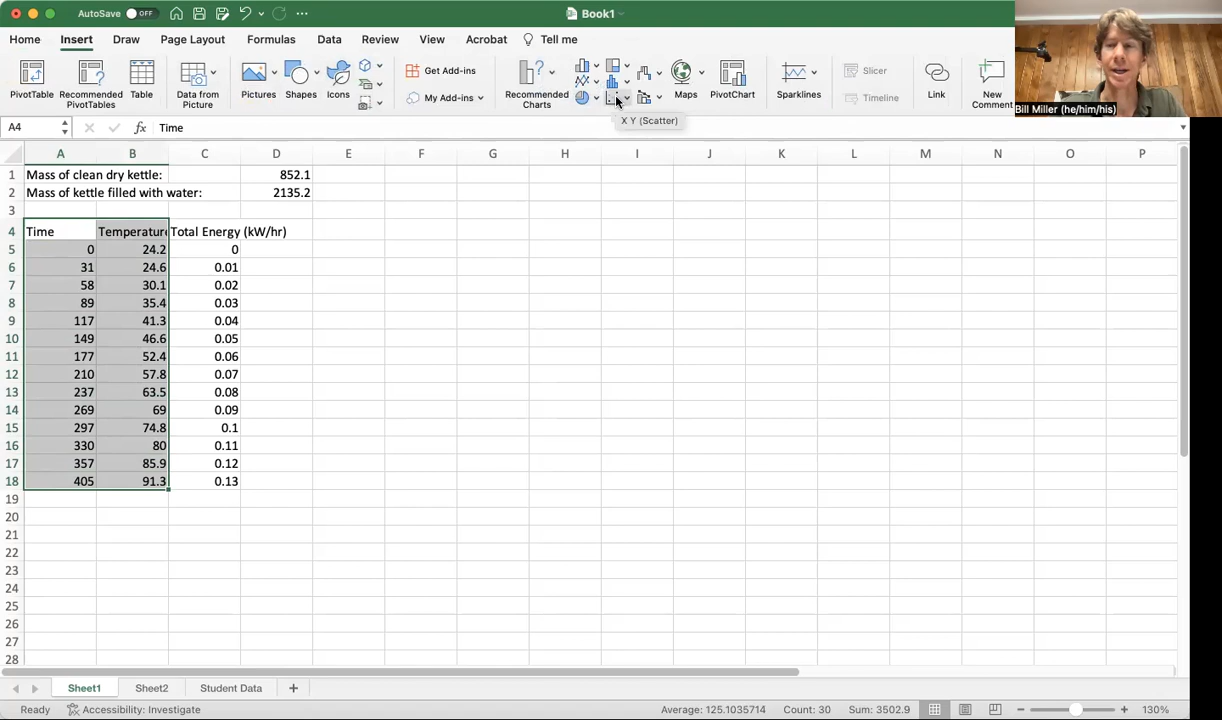 AutoSave OFF
Book1
Home Insert Draw Page Layout Formulas Data Review View Acrobat Tell me
PivotTable
Recommended PivotTables
Table
Data from Picture
Pictures
Shapes
Icons
Get Add-ins
My Add-ins
Recommended Charts
Maps
PivotChart
Sparklines
Slicer
Timeline
Link
New Comment
Bill Miller (he/him/his)
X Y (Scatter)
A4 fx Time
A B C D E F G H I J K L M N O P
1 Mass of clean dry kettle: 852.1
2 Mass of kettle filled with water: 2135.2
3
4 Time Temperature Total Energy (kW/hr)
5 0 24.2 0
6 31 24.6 0.01
7 58 30.1 0.02
8 89 35.4 0.03
9 117 41.3 0.04
10 149 46.6 0.05
11 177 52.4 0.06
12 210 57.8 0.07
13 237 63.5 0.08
14 269 69 0.09
15 297 74.8 0.1
16 330 80 0.11
17 357 85.9 0.12
18 405 91.3 0.13
19
20
21
22
23
24
25
26
27
28
Sheet1 Sheet2 Student Data +
Ready Accessibility: Investigate Average: 125.1035714 Count: 30 Sum: 3502.9 130%